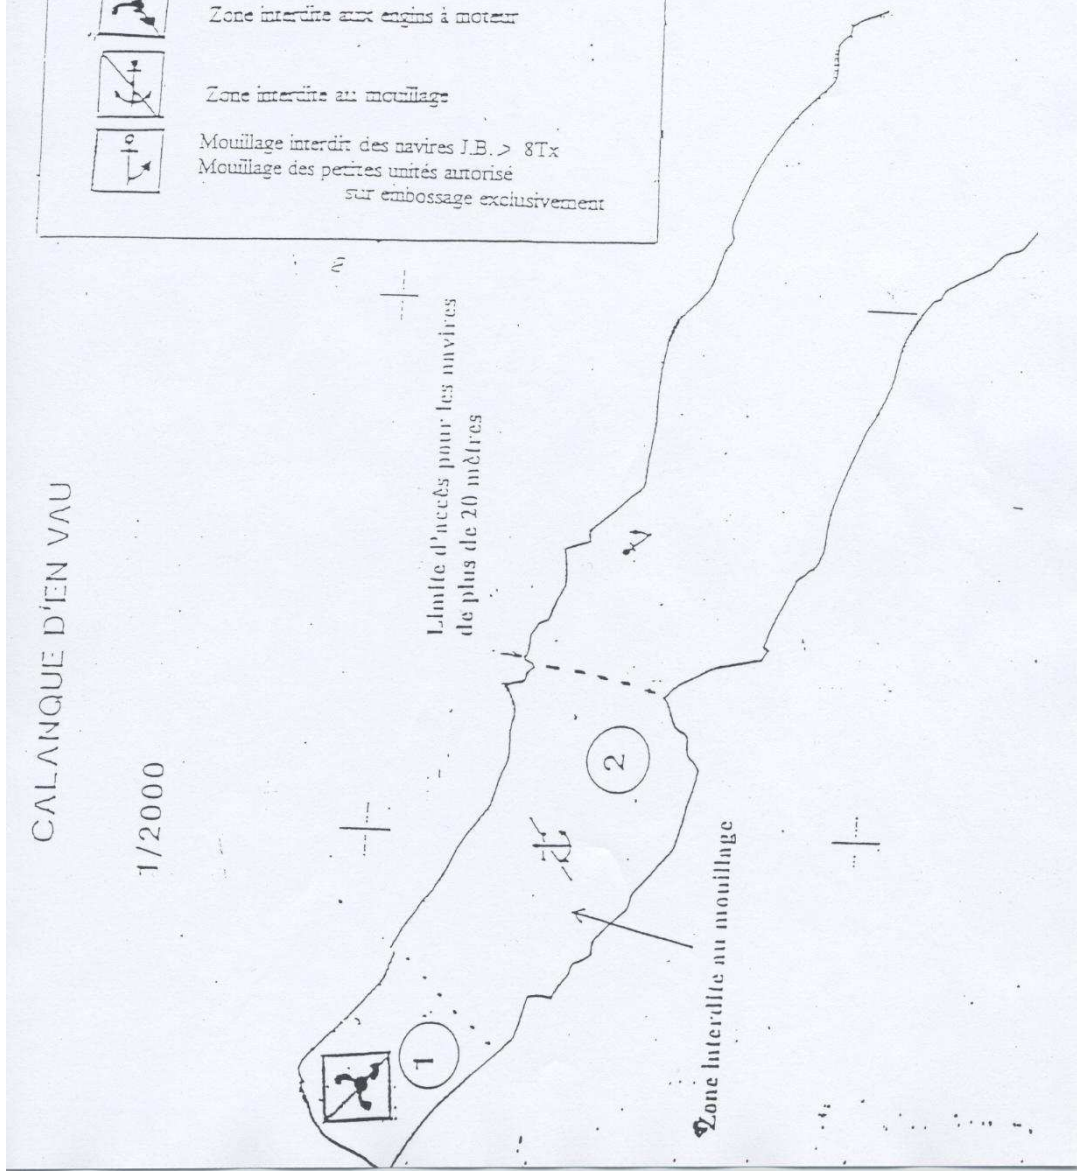 Zone interdite aux engins à moteur
Zone interdite au mouillage
Mouillage interdit des navires J.B. > 8Tx
Mouillage des petites unités autorisé
sur embossage exclusivement
CALANQUE D'EN VAU
1/2000
Limite d'accès pour les navires
de plus de 20 mètres
2
1
Zone Interdite au mouillage